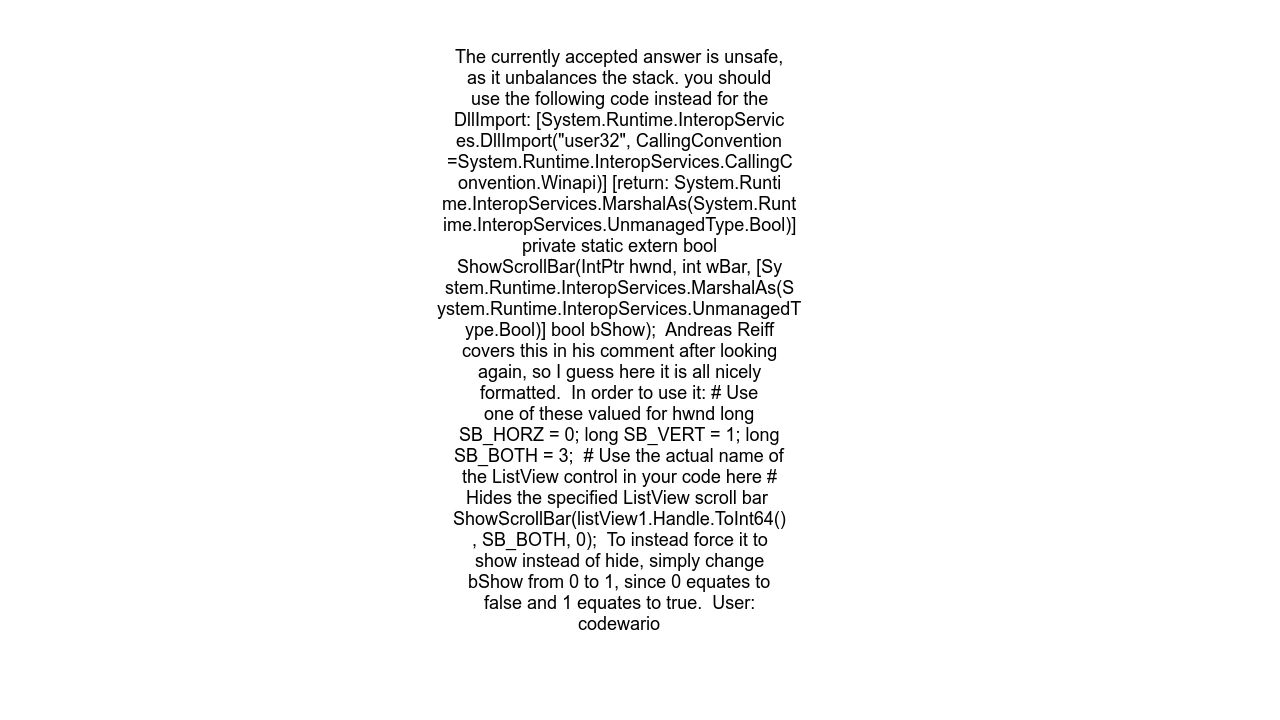 The currently accepted answer is unsafe,
as it unbalances the stack. you should
use the following code instead for the
DllImport: [System.Runtime.InteropServic
es.DllImport("user32", CallingConvention
=System.Runtime.InteropServices.CallingC
onvention.Winapi)] [return: System.Runti
me.InteropServices.MarshalAs(System.Runt
ime.InteropServices.UnmanagedType.Bool)]
private static extern bool
ShowScrollBar(IntPtr hwnd, int wBar, [Sy
stem.Runtime.InteropServices.MarshalAs(S
ystem.Runtime.InteropServices.UnmanagedT
ype.Bool)] bool bShow);  Andreas Reiff
covers this in his comment after looking
again, so I guess here it is all nicely
formatted.  In order to use it: # Use
one of these valued for hwnd long
SB_HORZ = 0; long SB_VERT = 1; long
SB_BOTH = 3;  # Use the actual name of
the ListView control in your code here #
Hides the specified ListView scroll bar
ShowScrollBar(listView1.Handle.ToInt64()
, SB_BOTH, 0);  To instead force it to
show instead of hide, simply change
bShow from 0 to 1, since 0 equates to
false and 1 equates to true.  User:
codewario